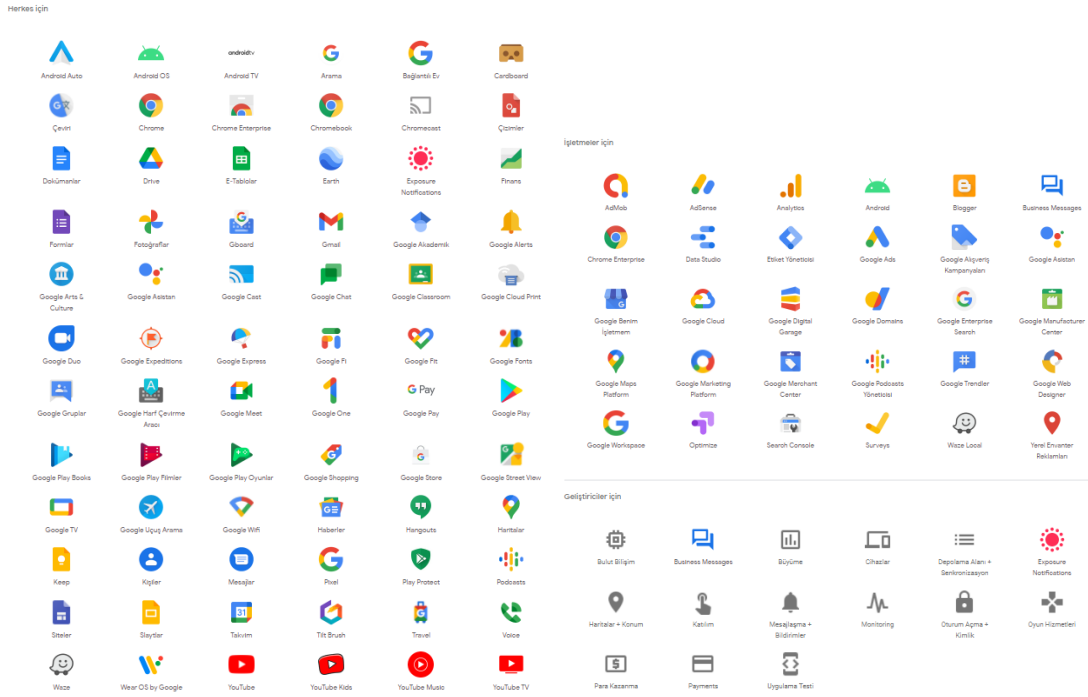 Herkes için
androidtv
Android Auto
Android OS
Android TV
Arama
Bağlantılı Ev
Cardboard
Çeviri
Chrome
Chrome Enterprise
Chromebook
Chromecast
Çizimler
Dokümanlar
Drive
E-Tablolar
Earth
Exposure
Notifications
Finans
Formlar
Fotoğraflar
Gboard
Gmail
Google Akademik
Google Alerts
Google Arts &
Culture
Google Asistan
Google Cast
Google Chat
Google Classroom
Google Cloud Print
Google Duo
Google Expeditions
Google Express
Google Fi
Google Fit
Google Fonts
G Pay
Google Gruplar
Google Harf Çevirme
Aracı
Google Meet
Google One
Google Pay
Google Play
Google Play Books
Google Play Filmler
Google Play Oyunlar
Google Shopping
Google Store
Google Street View
Google TV
Google Uçuş Arama
Google Wifi
Haberler
Hangouts
Haritalar
Keep
Kişiler
Mesajlar
Pixel
Play Protect
Podcasts
31
Siteler
Slaytlar
Takvim
Tilt Brush
Travel
Voice
Waze
Wear OS by Google
YouTube
YouTube Kids
YouTube Music
YouTube TV
İşletmeler için
AdMob
AdSense
Analytics
Android
Blogger
Business Messages
Chrome Enterprise
Data Studio
Etiket Yöneticisi
Google Ads
Google Alışveriş
Kampanyaları
Google Asistan
Google Benim
İşletmem
Google Cloud
Google Digital
Garage
Google Domains
Google Enterprise
Search
Google Manufacturer
Center
Google Maps
Platform
Google Marketing
Platform
Google Merchant
Center
Google Podcasts
Yöneticisi
Google Trendler
Google Web
Designer
Google Workspace
Optimize
Search Console
Surveys
Waze Local
Yerel Envanter
Reklamları
Geliştiriciler için
Bulut Bilişim
Business Messages
Büyüme
Cihazlar
Depolama Alanı +
Senkronizasyon
Exposure
Notifications
Haritalar + Konum
Katılım
Mesajlaşma +
Bildirimler
Monitoring
Oturum Açma +
Kimlik
Oyun Hizmetleri
Para Kazanma
Payments
Uygulama Testi